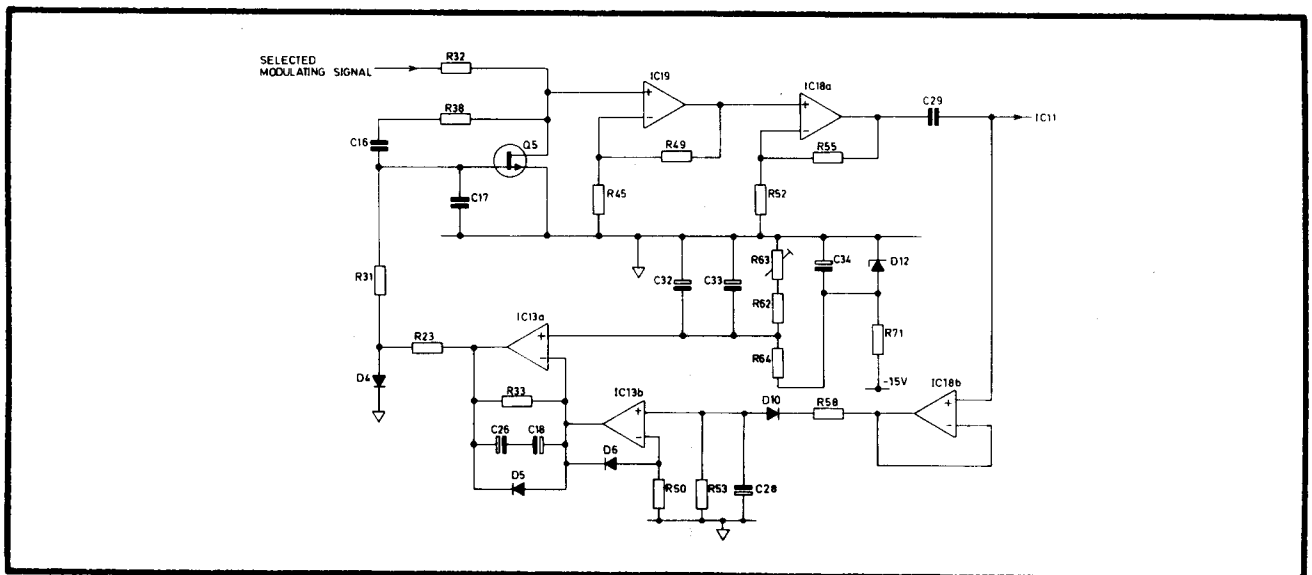 SELECTED
MODULATING SIGNAL
R32
IC19
IC18a
C29
IC11
R38
C16
Q5
R49
R55
C17
R45
R52
R31
C32
C33
R63
C34
D12
R62
IC13a
R23
R64
R71
-15V
IC18b
D4
R33
IC13b
D10
R58
C26
C18
D6
D5
R50
R53
C28